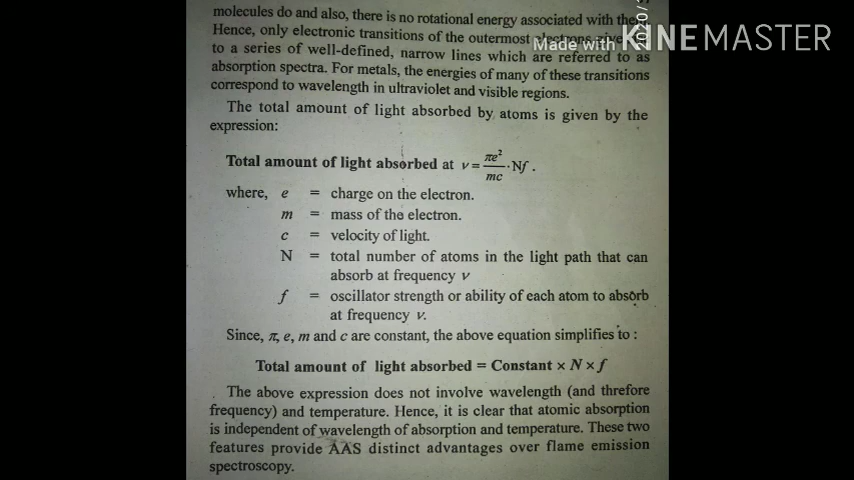 molecules do and also, there is no rotational energy associated with
Hence, only electronic transitions of the outermost
Made with KINEMASTER
to a series of well-defined, narrow lines which are referred to as
absorption spectra. For metals, the energies of many of these transitions
correspond to wavelength in ultraviolet and visible regions.
The total amount of light absorbed by atoms is given by the
expression:
Total amount of light absorbed at ν = πe²/mc · Nf .
where, e = charge on the electron.
m = mass of the electron.
c = velocity of light.
N = total number of atoms in the light path that can
absorb at frequency ν
f = oscillator strength or ability of each atom to absorb
at frequency ν.
Since, π, e, m and c are constant, the above equation simplifies to :
Total amount of light absorbed = Constant × N × f
The above expression does not involve wavelength (and threfore
frequency) and temperature. Hence, it is clear that atomic absorption
is independent of wavelength of absorption and temperature. These two
features provide AAS distinct advantages over flame emission
spectroscopy.